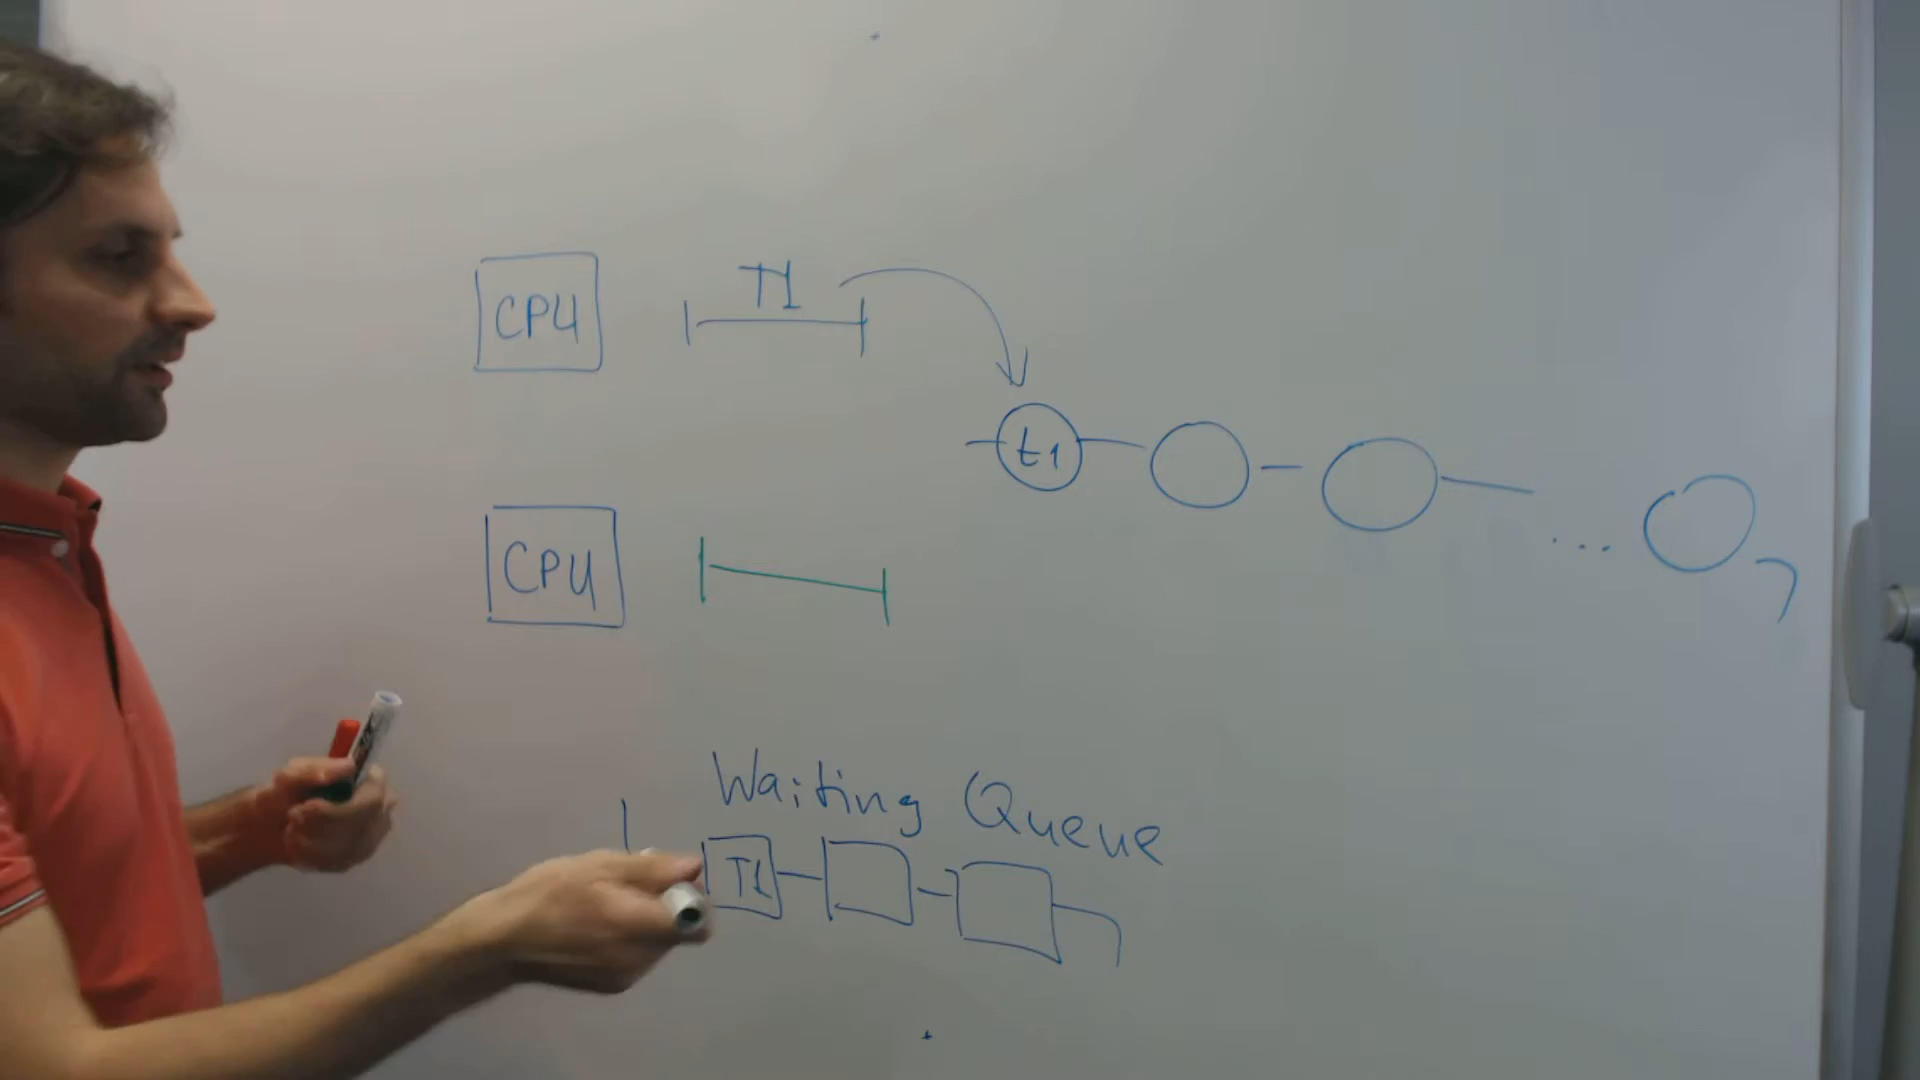 CPU
T1
t1
CPU
...
Waiting Queue
T1